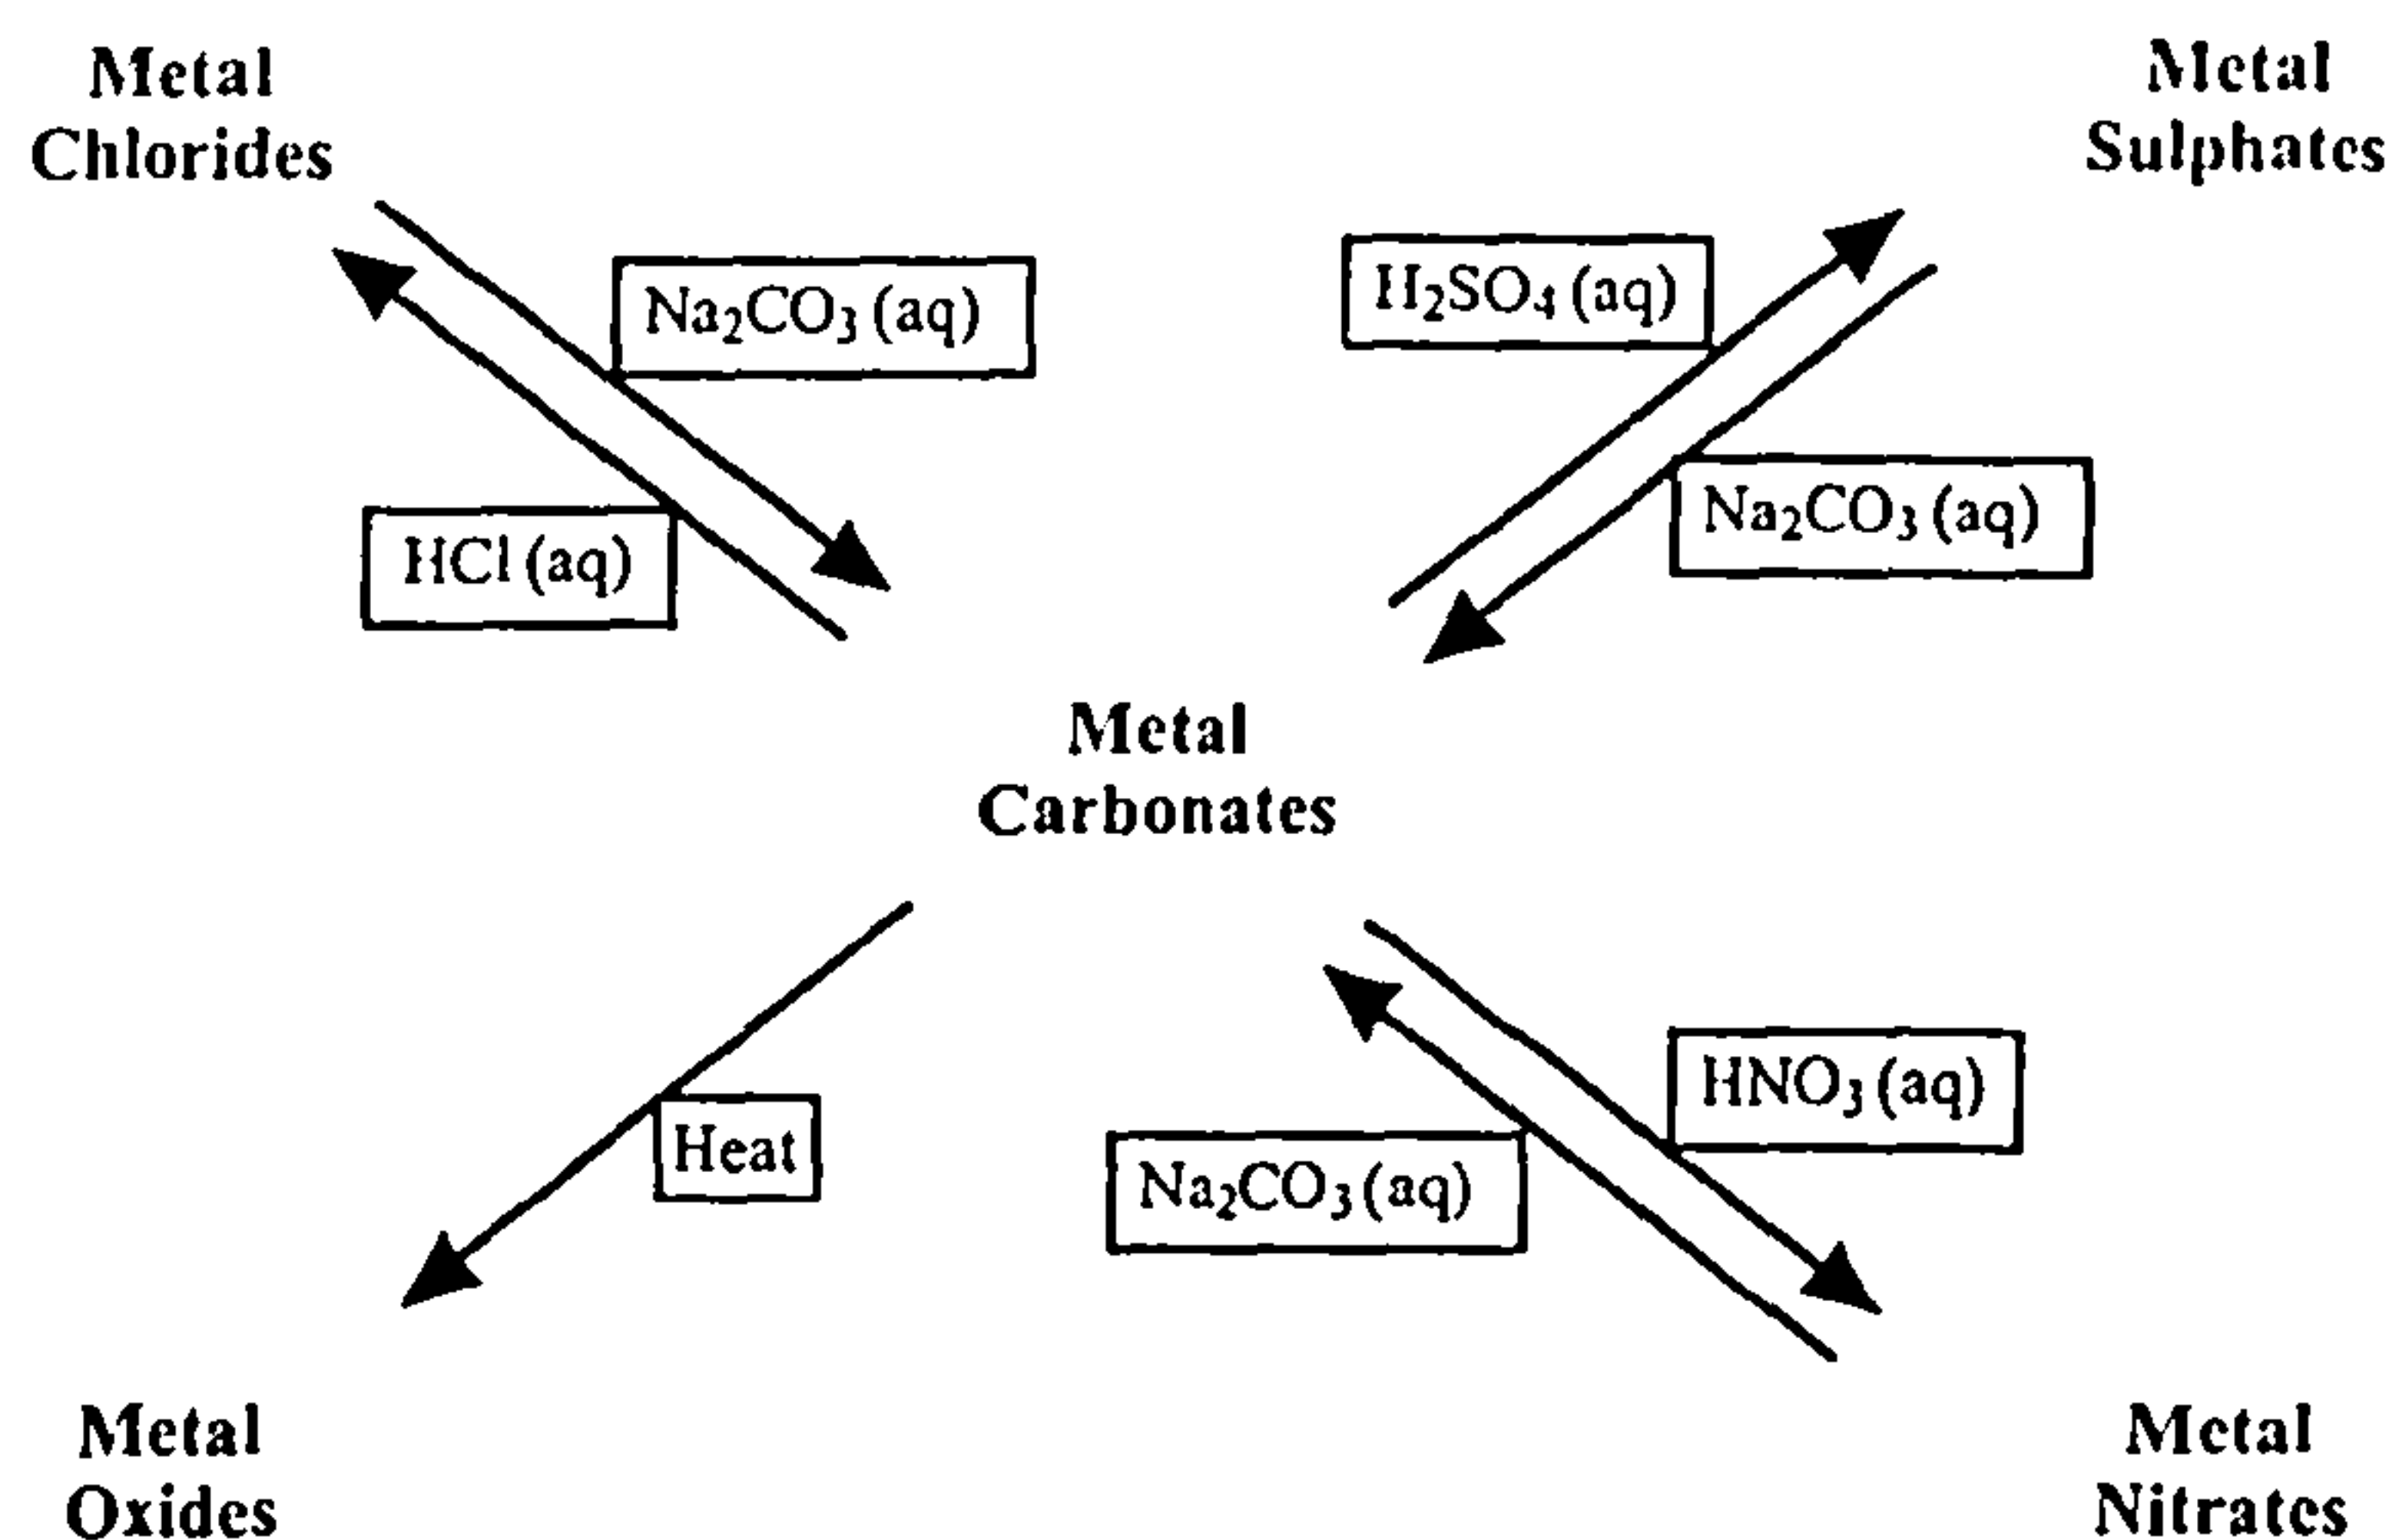 Metal
Chlorides
Metal
Sulphates
Na₂CO₃ (aq)
H₂SO₄ (aq)
HCl (aq)
Na₂CO₃ (aq)
Metal
Carbonates
Heat
HNO₃ (aq)
Na₂CO₃ (aq)
Metal
Oxides
Metal
Nitrates